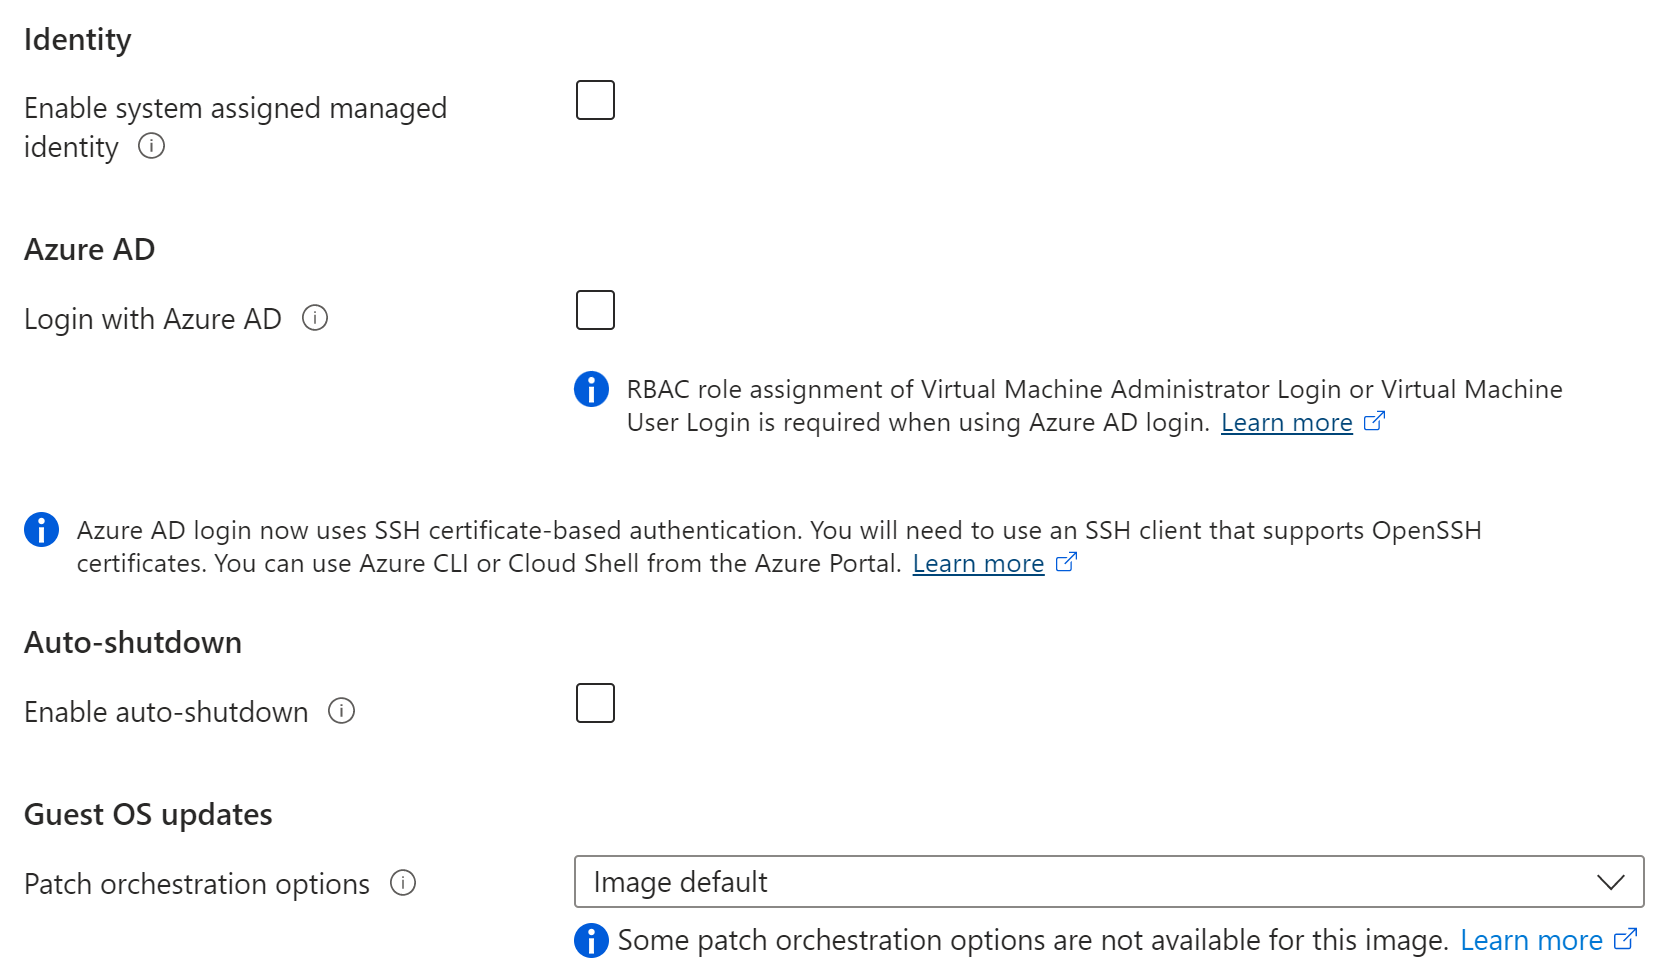 Identity
Enable system assigned managed
identity
Azure AD
Login with Azure AD
RBAC role assignment of Virtual Machine Administrator Login or Virtual Machine
User Login is required when using Azure AD login. Learn more
Azure AD login now uses SSH certificate-based authentication. You will need to use an SSH client that supports OpenSSH
certificates. You can use Azure CLI or Cloud Shell from the Azure Portal. Learn more
Auto-shutdown
Enable auto-shutdown
Guest OS updates
Patch orchestration options
Image default
Some patch orchestration options are not available for this image. Learn more